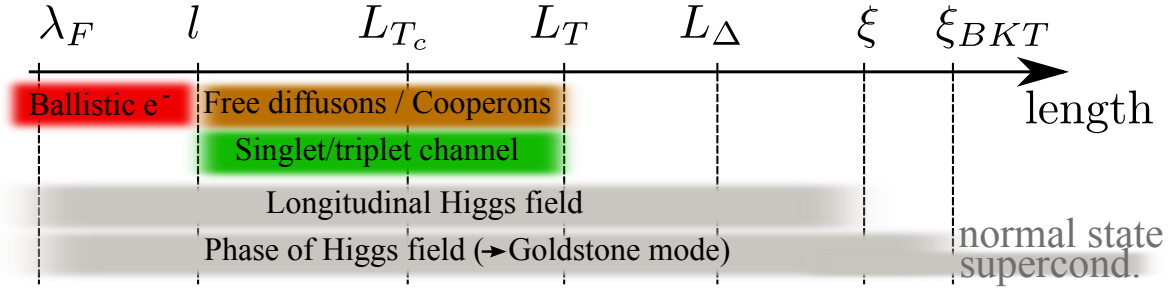 λ_F l L_{T_c} L_T L_Δ ξ ξ_{BKT}
length
Ballistic e⁻ Free diffusons / Cooperons
Singlet/triplet channel
Longitudinal Higgs field
Phase of Higgs field (→Goldstone mode)
normal state
supercond.